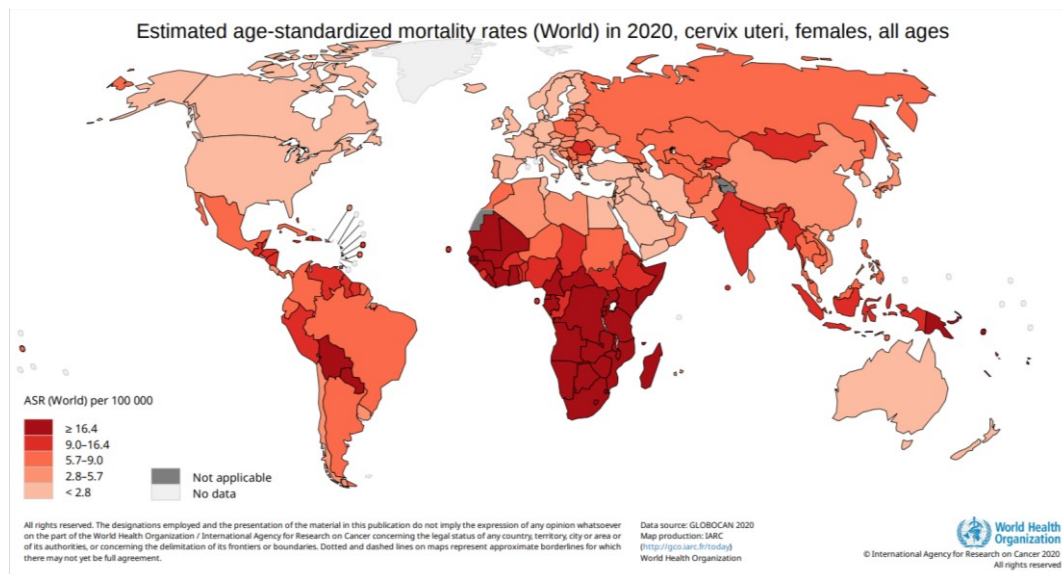 Estimated age-standardized mortality rates (World) in 2020, cervix uteri, females, all ages
ASR (World) per 100 000
≥ 16.4
9.0–16.4
5.7–9.0
2.8–5.7
< 2.8
Not applicable
No data
All rights reserved. The designations employed and the presentation of the material in this publication do not imply the expression of any opinion whatsoever
on the part of the World Health Organization / International Agency for Research on Cancer concerning the legal status of any country, territory, city or area or
of its authorities, or concerning the delimitation of its frontiers or boundaries. Dotted and dashed lines on maps represent approximate borderlines for which
there may not yet be full agreement.
Data source: GLOBOCAN 2020
Map production: IARC
(http://gco.iarc.fr/today)
World Health Organization
World Health
Organization
© International Agency for Research on Cancer 2020
All rights reserved